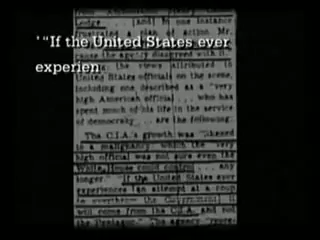 Lodge [and] in one instance
frustrated a plan of action Mr.
'"If the United States ever
the views attributed in
experien
United States officials on the scene,
including one described as a "very
high American official . . . who has
spent much of his life in the service
of democracy" . . are the following:
The C.I.A.'s growth was "likened
to a malignancy" which the "very
high official was not sure even the
White House could control . . . any
longer." "If the United States ever
experiences [an attempt at a coup
to overthrow the Government] it
will come from the C.I.A. and not
the Pentagon." The agency